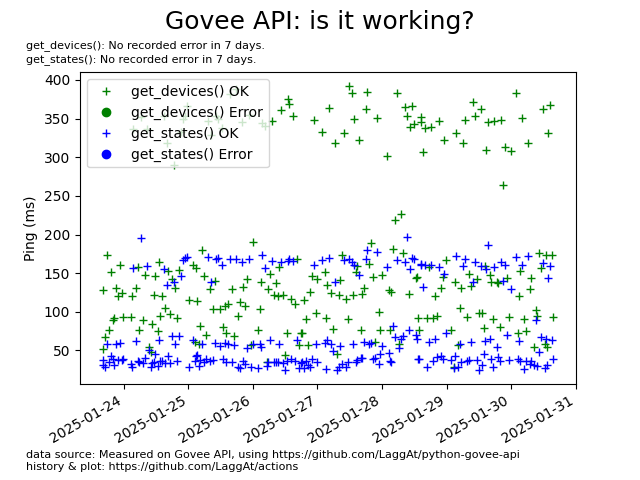 Govee API: is it working?
get_devices(): No recorded error in 7 days.
get_states(): No recorded error in 7 days.
get_devices() OK
get_devices() Error
get_states() OK
get_states() Error
Ping (ms)
400
350
300
250
200
150
100
50
2025-01-24
2025-01-25
2025-01-26
2025-01-27
2025-01-28
2025-01-29
2025-01-30
2025-01-31
data source: Measured on Govee API, using https://github.com/LaggAt/python-govee-api
history & plot: https://github.com/LaggAt/actions